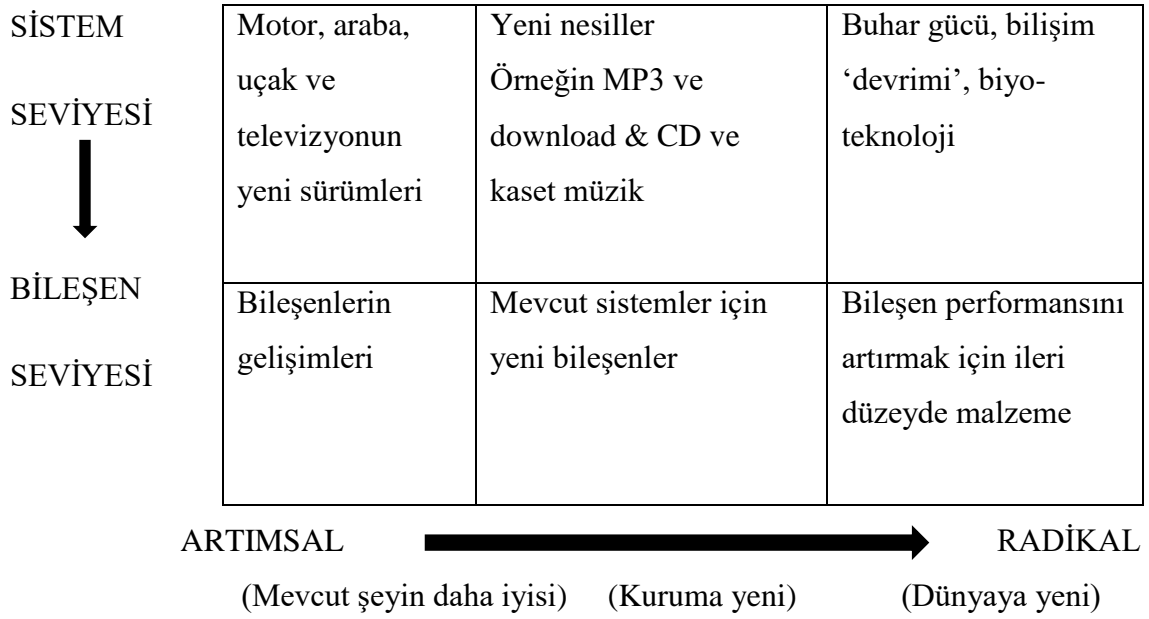 SİSTEM
SEVİYESİ
Motor, araba,
uçak ve
televizyonun
yeni sürümleri
Yeni nesiller
Örneğin MP3 ve
download & CD ve
kaset müzik
Buhar gücü, bilişim
‘devrimi’, biyo-
teknoloji
BİLEŞEN
SEVİYESİ
Bileşenlerin
gelişimleri
Mevcut sistemler için
yeni bileşenler
Bileşen performansını
artırmak için ileri
düzeyde malzeme
ARTIMSAL RADİKAL
(Mevcut şeyin daha iyisi) (Kuruma yeni) (Dünyaya yeni)